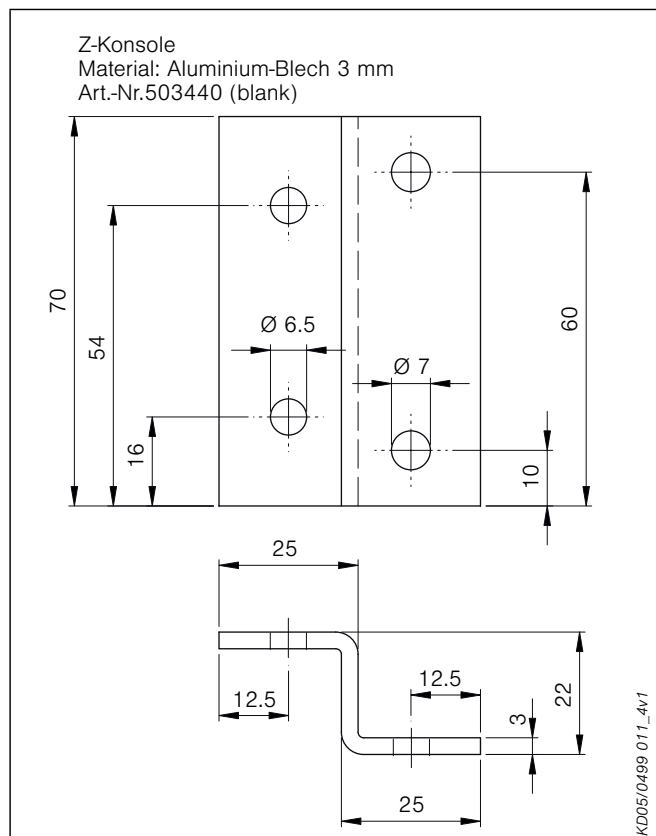 Z-Konsole
Material: Aluminium-Blech 3 mm
Art.-Nr.503440 (blank)
70
54
16
Ø 6.5
Ø 7
60
10
25
12.5
12.5
22
3
25
KD05/0499 011_4v1